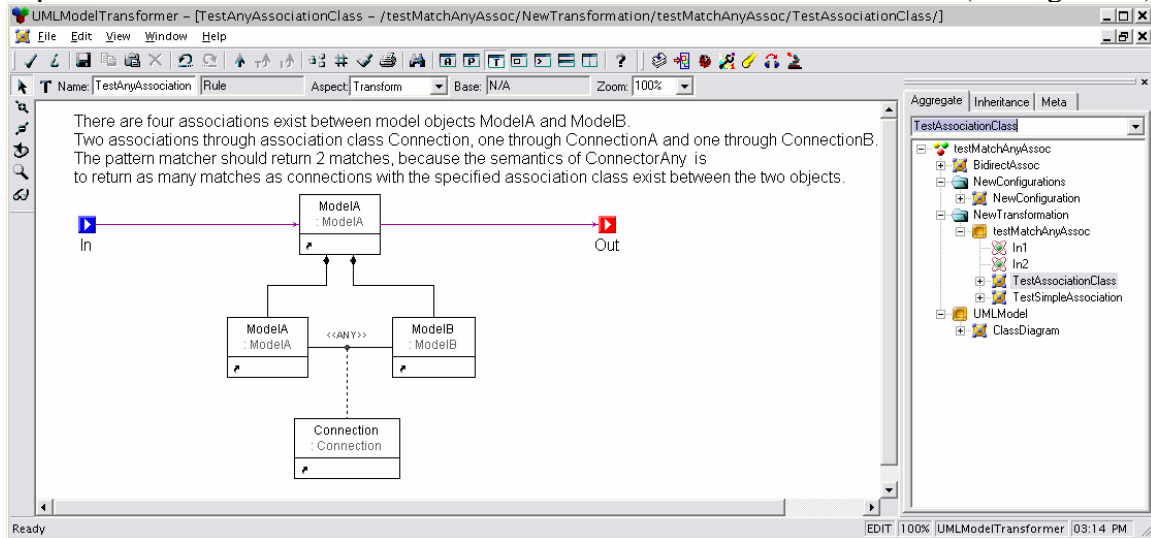 UMLModelTransformer – [TestAnyAssociationClass – /testMatchAnyAssoc/NewTransformation/testMatchAnyAssoc/TestAssociationClass/]
File Edit View Window Help
Name: TestAnyAssociation Rule Aspect: Transform Base: N/A Zoom: 100%
There are four associations exist between model objects ModelA and ModelB.
Two associations through association class Connection, one through ConnectionA and one through ConnectionB.
The pattern matcher should return 2 matches, because the semantics of ConnectorAny is
to return as many matches as connections with the specified association class exist between the two objects.
ModelA
: ModelA
In
Out
ModelA
: ModelA
<<ANY>>
ModelB
: ModelB
Connection
: Connection
Aggregate Inheritance Meta
TestAssociationClass
testMatchAnyAssoc
BidirectAssoc
NewConfigurations
NewConfiguration
NewTransformation
testMatchAnyAssoc
In1
In2
TestAssociationClass
TestSimpleAssociation
UMLModel
ClassDiagram
Ready
EDIT 100% UMLModelTransformer 03:14 PM